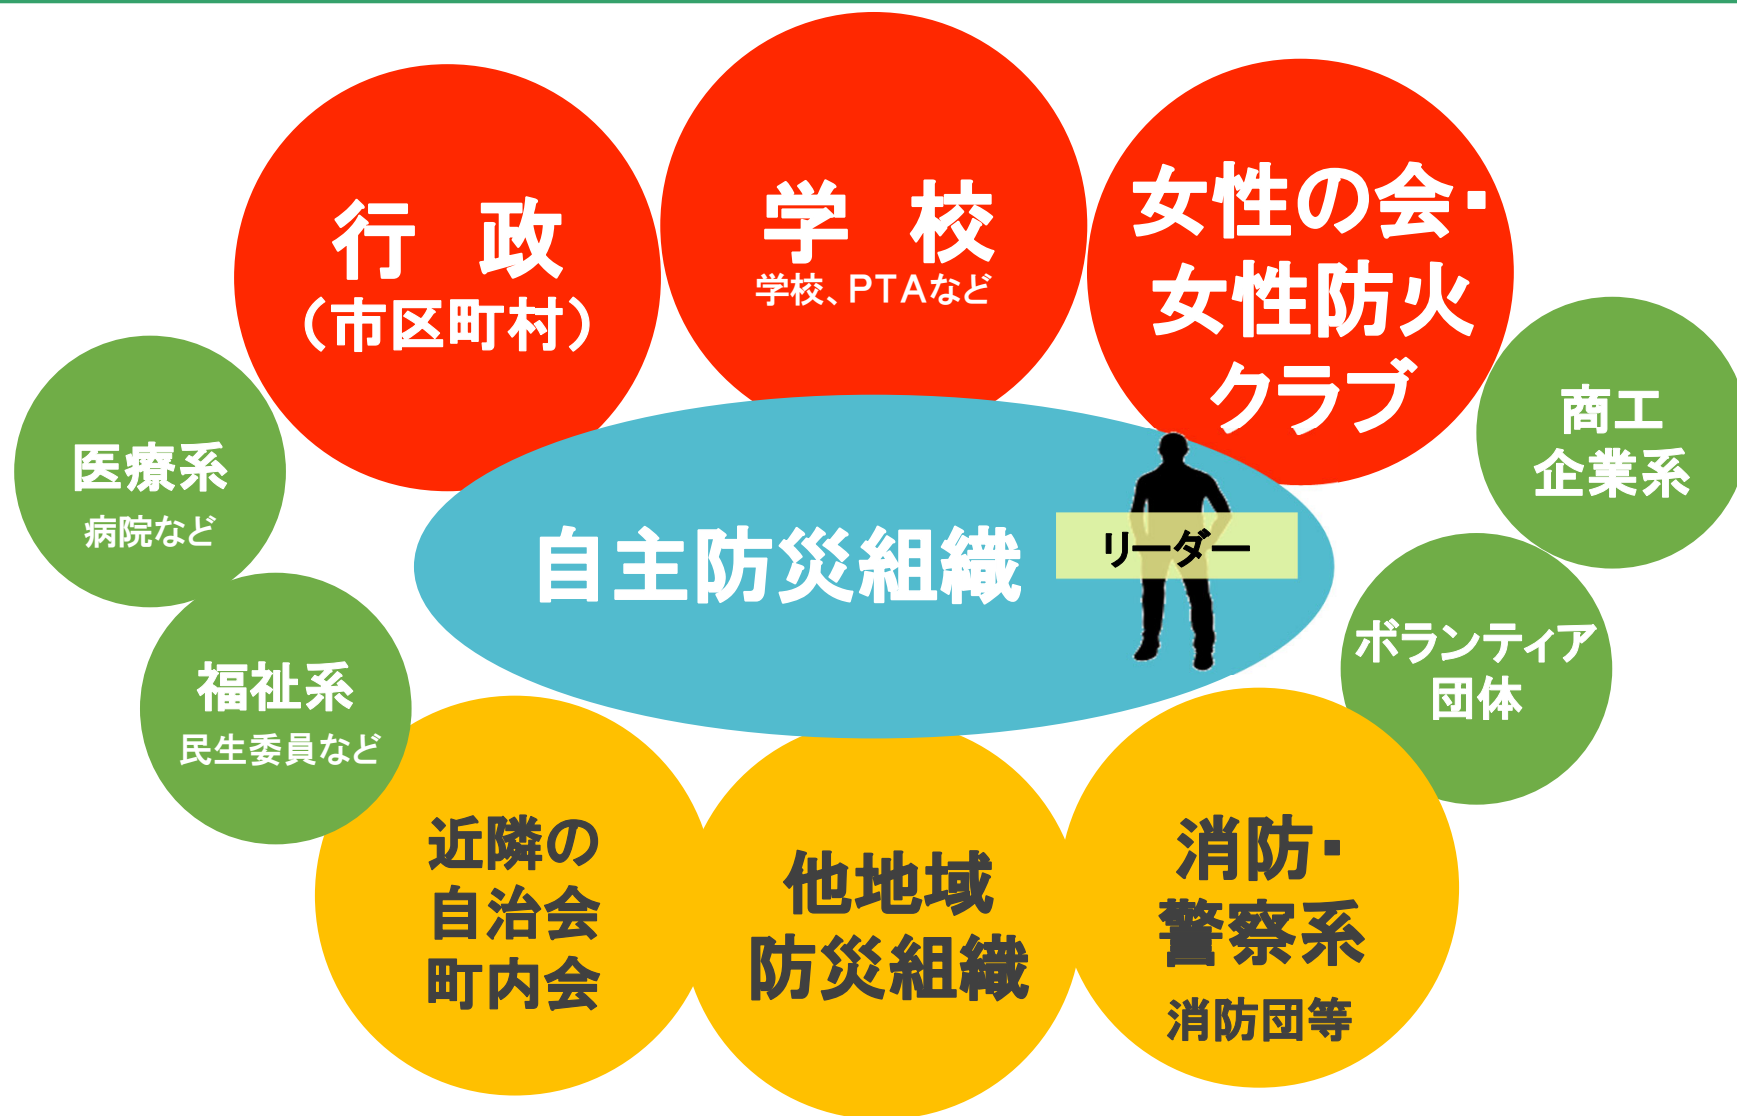 行　政
（市区町村）
学　校
学校、PTAなど
女性の会・
女性防火
クラブ
医療系
病院など
福祉系
民生委員など
自主防災組織
リーダー
商工
企業系
ボランティア
団体
近隣の
自治会
町内会
他地域
防災組織
消防・
警察系
消防団等